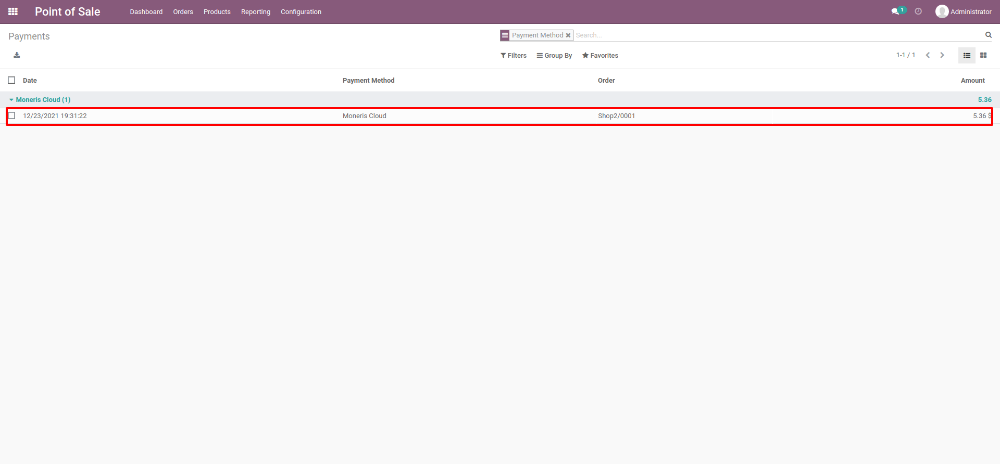 Point of Sale Dashboard Orders Products Reporting Configuration 1 Administrator
Payments
Payment Method Search...
Filters Group By Favorites 1-1 / 1
Date Payment Method Order Amount
Moneris Cloud (1) 5.36
12/23/2021 19:31:22 Moneris Cloud Shop2/0001 5.36 $